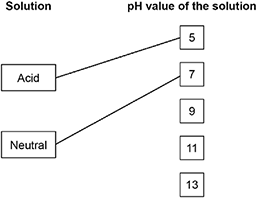 Solution pH value of the solution
5
Acid
7
9
Neutral
11
13